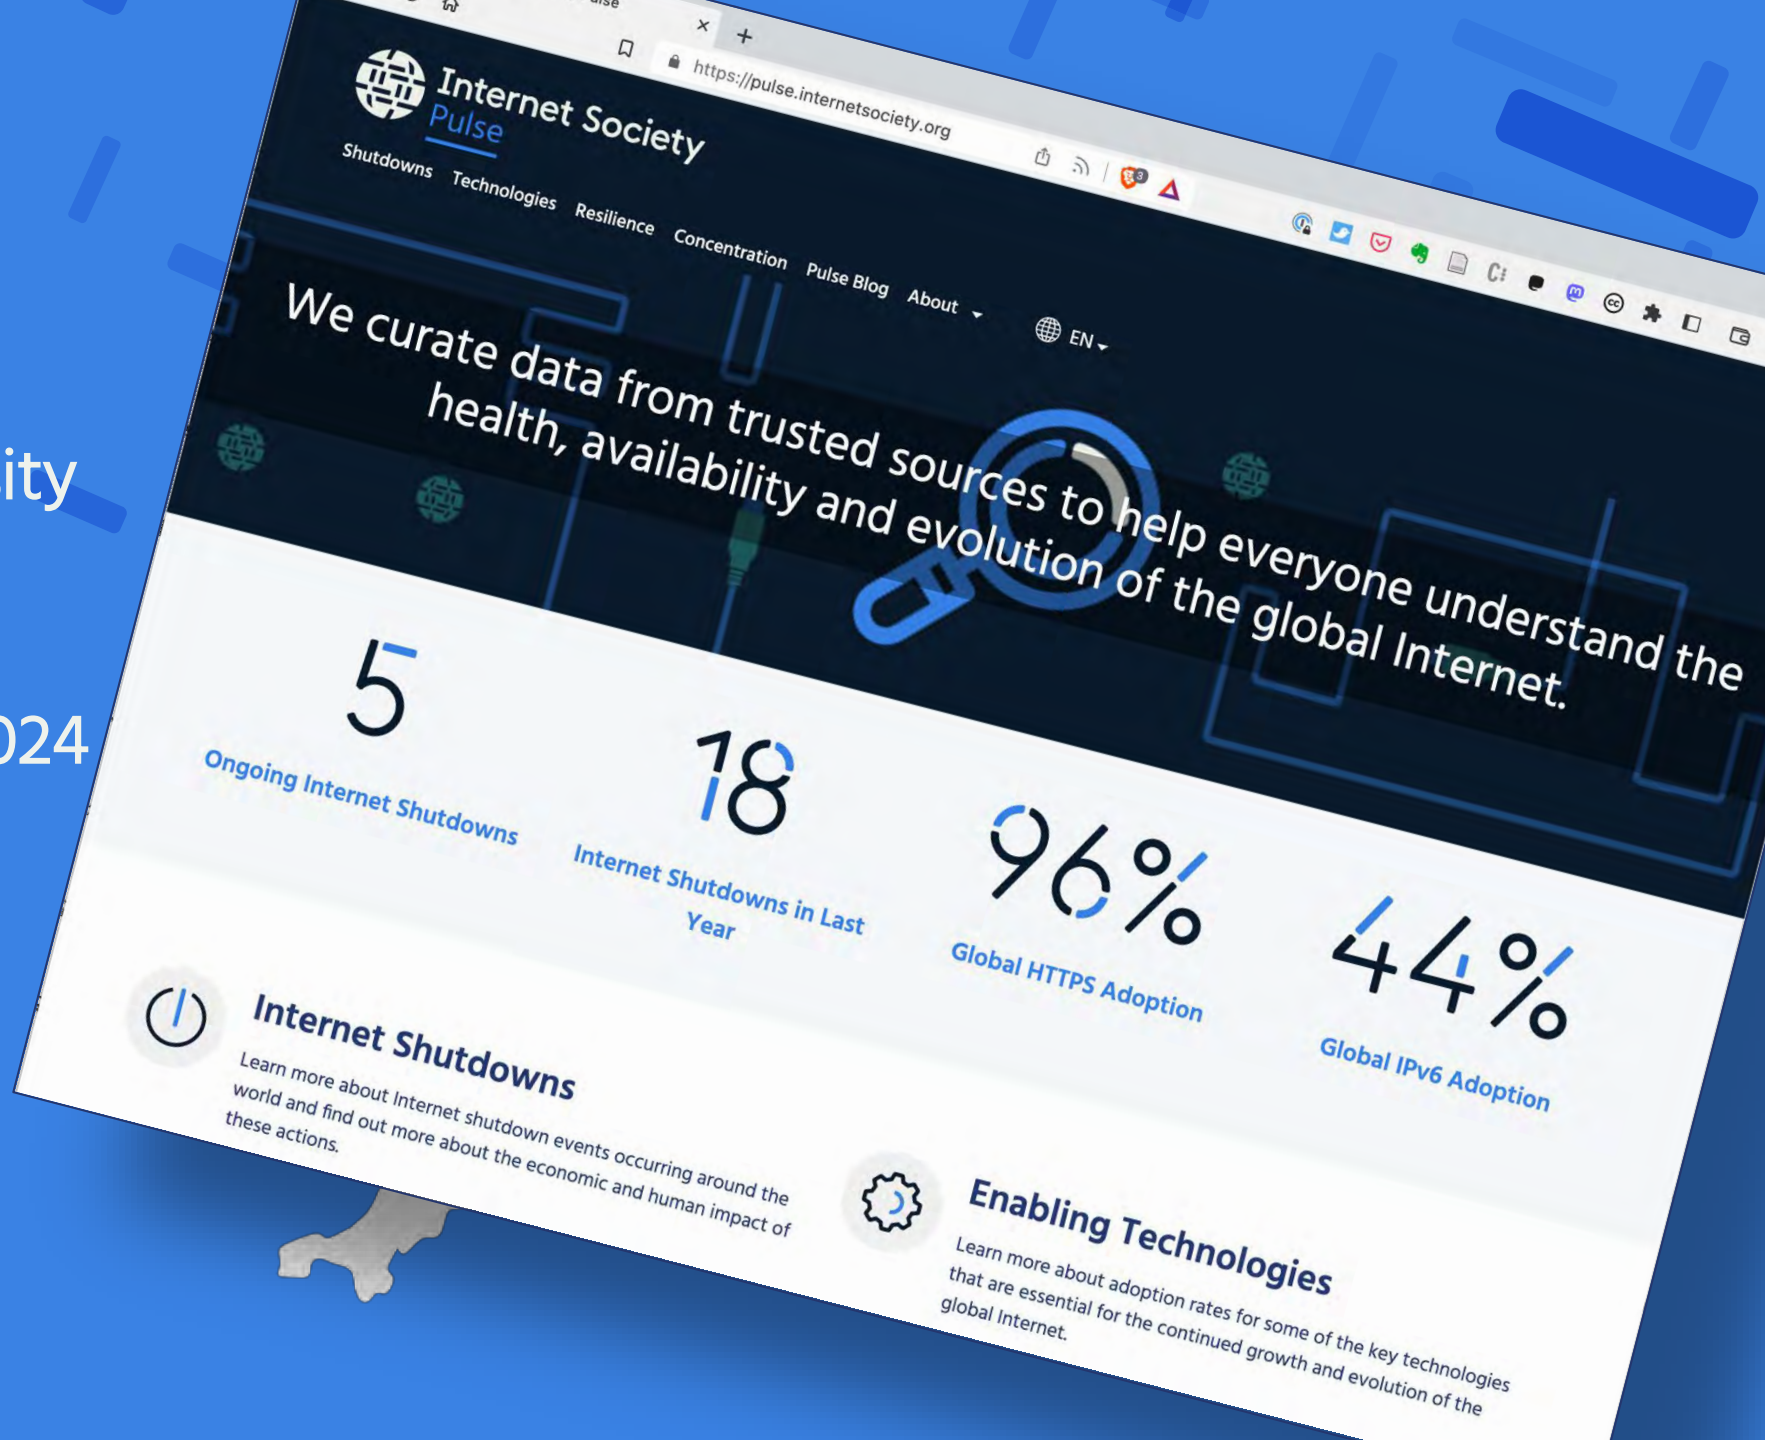 https://pulse.internetsociety.org
3
Internet Society
Pulse
Shutdowns Technologies Resilience Concentration Pulse Blog About EN
We curate data from trusted sources to help everyone understand the
health, availability and evolution of the global Internet.
5
Ongoing Internet Shutdowns
18
Internet Shutdowns in Last
Year
96%
Global HTTPS Adoption
44%
Global IPv6 Adoption
Internet Shutdowns
Learn more about Internet shutdown events occurring around the
world and find out more about the economic and human impact of
these actions.
Enabling Technologies
Learn more about adoption rates for some of the key technologies
that are essential for the continued growth and evolution of the
global Internet.